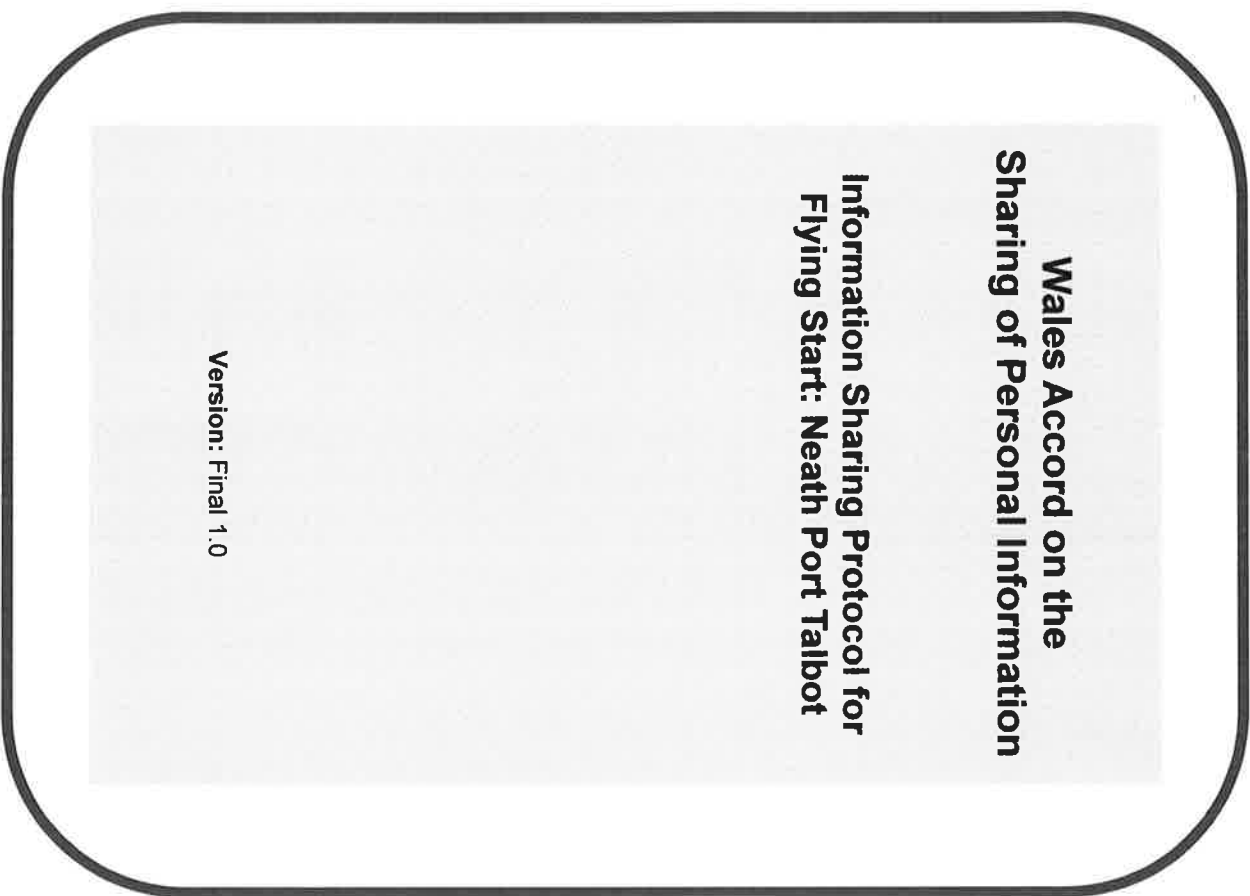 Wales Accord on the
Sharing of Personal Information
Information Sharing Protocol for
Flying Start: Neath Port Talbot
Version: Final 1.0